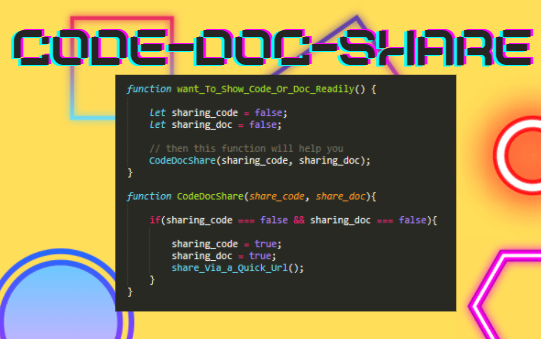 CODE-DOC-SHARE
function want_To_Show_Code_Or_Doc_Readily() {
let sharing_code = false;
let sharing_doc = false;
// then this function will help you
CodeDocShare(sharing_code, sharing_doc);
}
function CodeDocShare(share_code, share_doc){
if(sharing_code === false && sharing_doc === false){
sharing_code = true;
sharing_doc = true;
share_Via_a_Quick_Url();
}
}